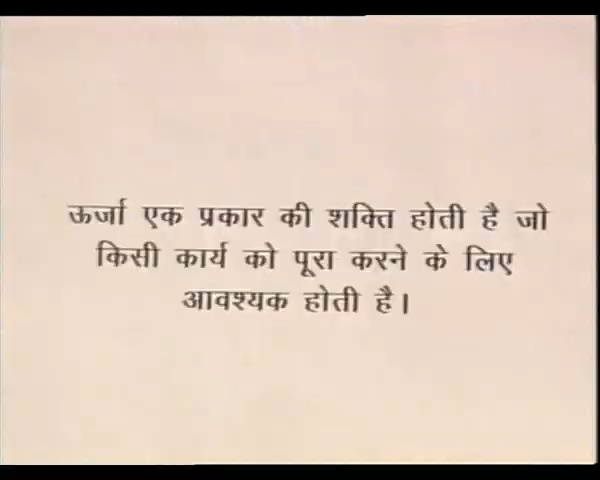 ऊर्जा एक प्रकार की शक्ति होती है जो
किसी कार्य को पूरा करने के लिए
आवश्यक होती है।